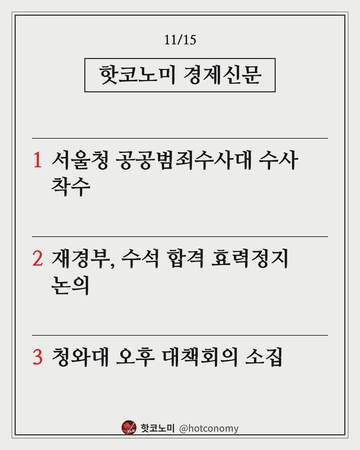 11/15
핫코노미 경제신문
1 서울청 공공범죄수사대 수사
착수
2 재경부, 수석 합격 효력정지
논의
3 청와대 오후 대책회의 소집
핫코노미 @hotconomy